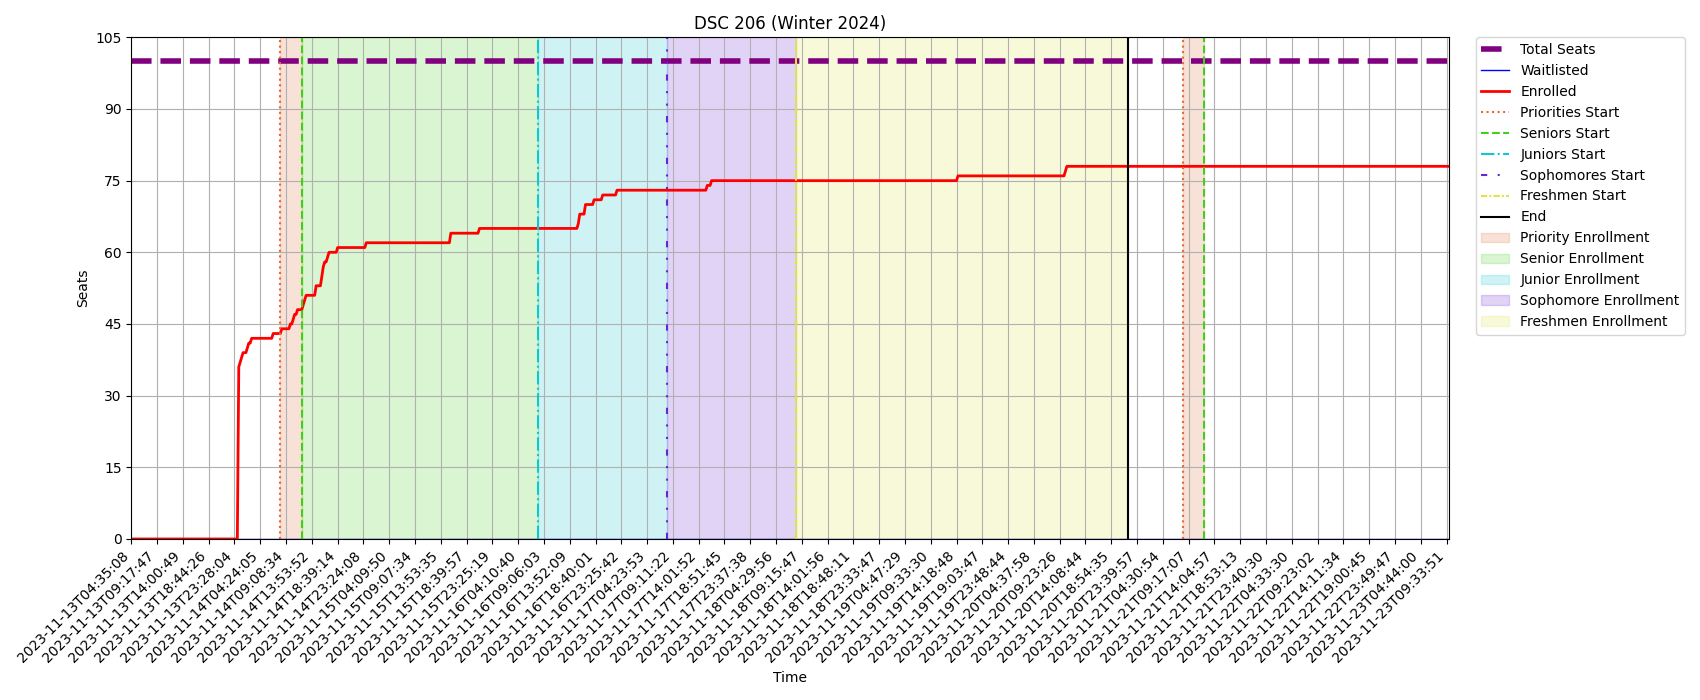 DSC 206 (Winter 2024)
105
90
75
60
45
30
15
0
Seats
2023-11-13T04:35:08
2023-11-13T09:17:47
2023-11-13T14:00:49
2023-11-13T18:44:26
2023-11-13T23:28:04
2023-11-14T04:24:05
2023-11-14T09:08:34
2023-11-14T13:53:52
2023-11-14T18:39:14
2023-11-14T23:24:08
2023-11-15T04:09:50
2023-11-15T09:07:34
2023-11-15T13:53:35
2023-11-15T18:39:57
2023-11-15T23:25:19
2023-11-16T04:10:40
2023-11-16T09:06:03
2023-11-16T13:52:09
2023-11-16T18:40:01
2023-11-16T23:25:42
2023-11-17T04:23:53
2023-11-17T09:11:22
2023-11-17T14:01:52
2023-11-17T18:51:45
2023-11-17T23:37:38
2023-11-18T04:29:56
2023-11-18T09:15:47
2023-11-18T14:01:56
2023-11-18T18:48:11
2023-11-18T23:33:47
2023-11-19T04:47:29
2023-11-19T09:33:30
2023-11-19T14:18:48
2023-11-19T19:03:47
2023-11-19T23:48:44
2023-11-20T04:37:58
2023-11-20T09:23:26
2023-11-20T14:08:44
2023-11-20T18:54:35
2023-11-20T23:39:57
2023-11-21T04:30:54
2023-11-21T09:17:07
2023-11-21T14:04:57
2023-11-21T18:53:13
2023-11-21T23:40:30
2023-11-22T04:33:30
2023-11-22T09:23:02
2023-11-22T14:11:34
2023-11-22T19:00:45
2023-11-22T23:49:47
2023-11-23T04:44:00
2023-11-23T09:33:51
Time
Total Seats
Waitlisted
Enrolled
Priorities Start
Seniors Start
Juniors Start
Sophomores Start
Freshmen Start
End
Priority Enrollment
Senior Enrollment
Junior Enrollment
Sophomore Enrollment
Freshmen Enrollment